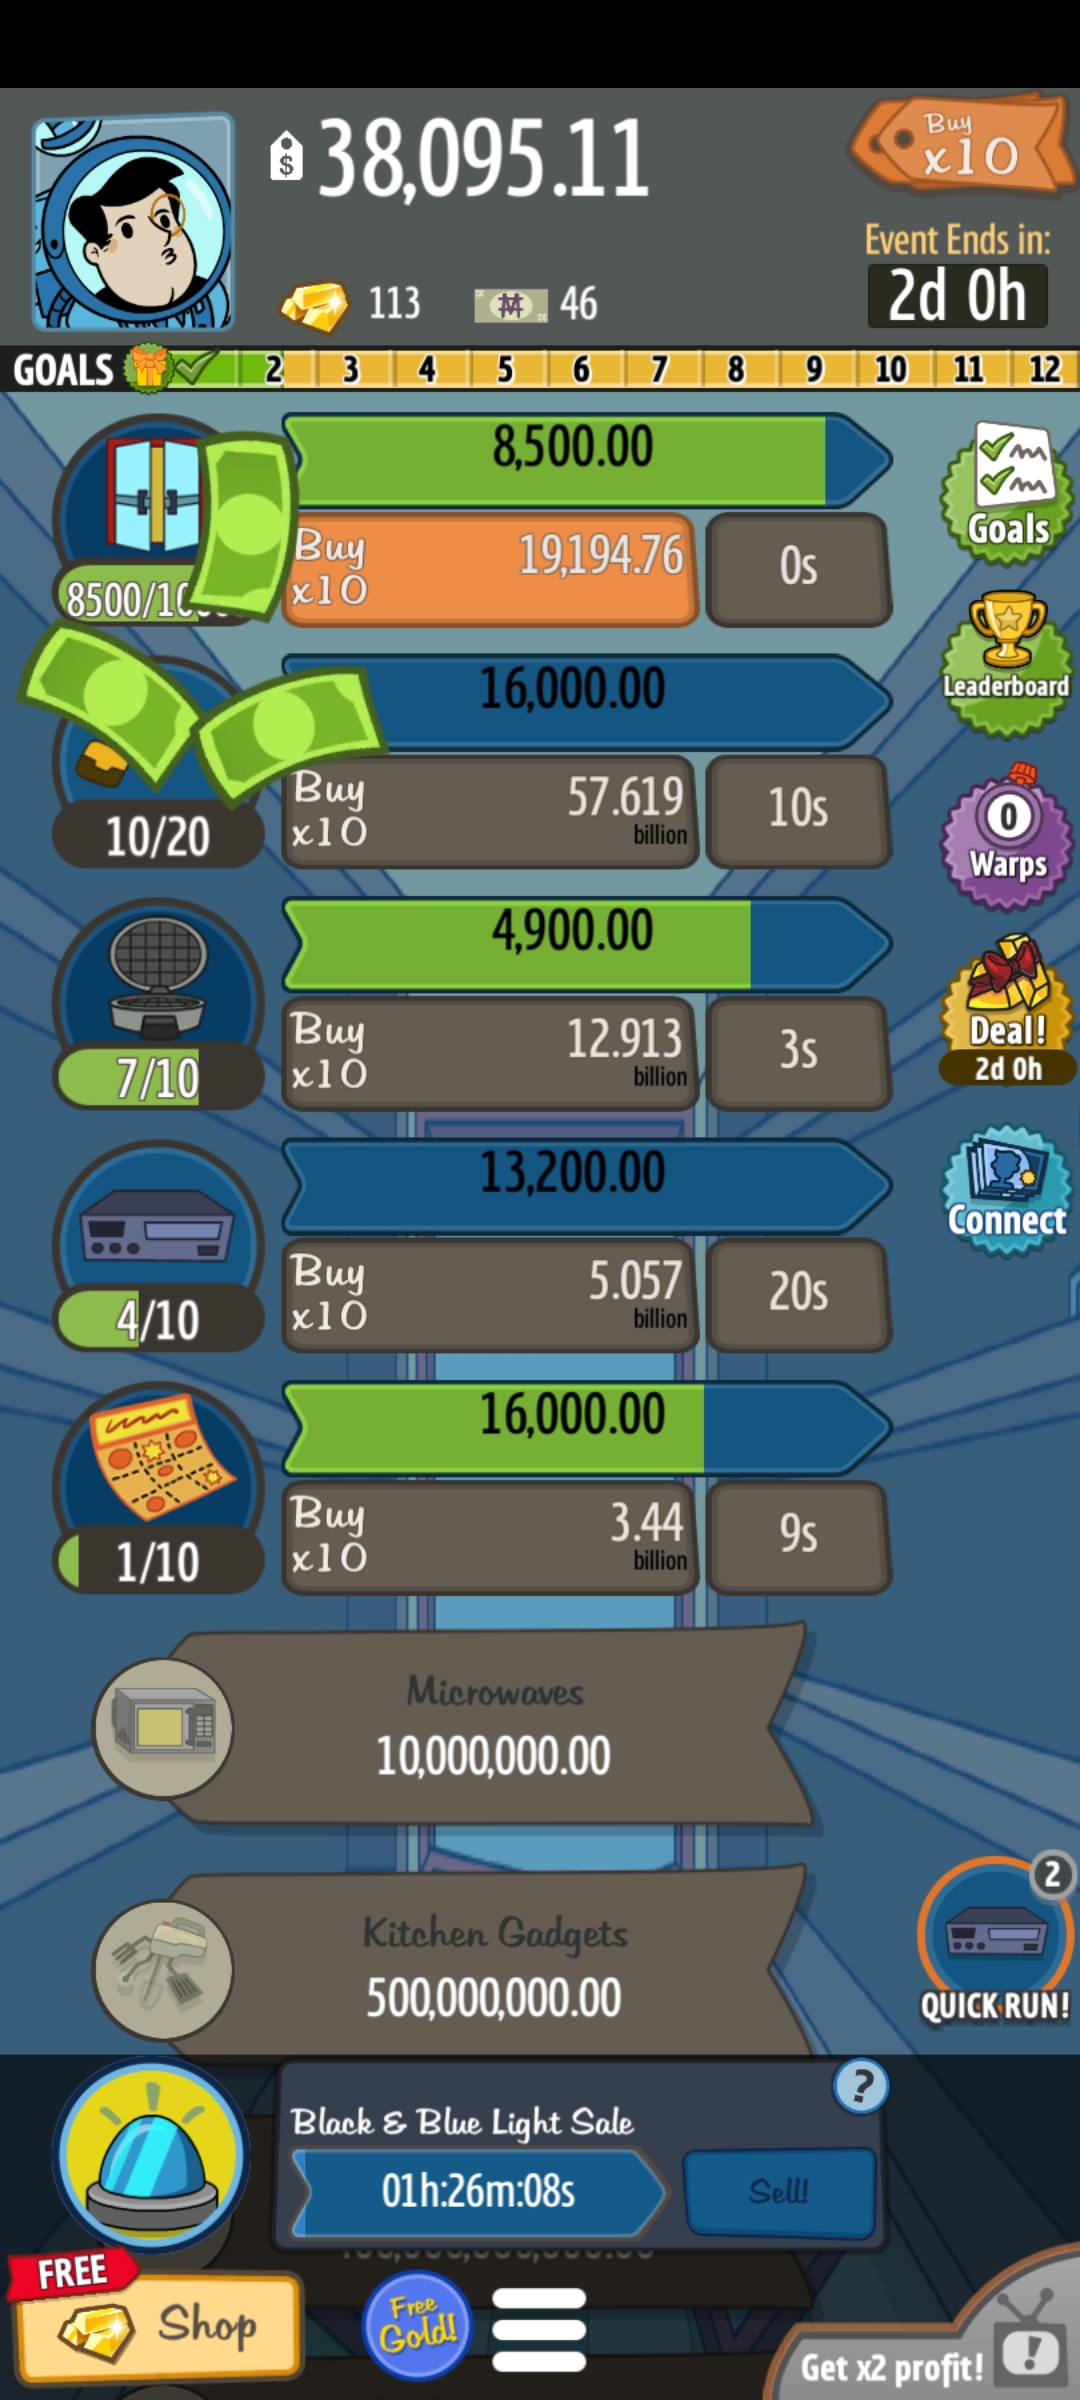 $ 38,095.11
Buy
x10
113
46
Event Ends in:
2d 0h
GOALS 2 3 4 5 6 7 8 9 10 11 12
8,500.00
8500/10
Buy
x10
19,194.76
0s
Goals
16,000.00
10/20
Buy
x10
57.619
billion
10s
Leaderboard
0
Warps
4,900.00
7/10
Buy
x10
12.913
billion
3s
Deal!
2d 0h
13,200.00
4/10
Buy
x10
5.057
billion
20s
Connect
16,000.00
1/10
Buy
x10
3.44
billion
9s
Microwaves
10,000,000.00
Kitchen Gadgets
500,000,000.00
2
QUICK RUN!
Black & Blue Light Sale
?
01h:26m:08s
Sell!
FREE
Shop
Free
Gold!
Get x2 profit!